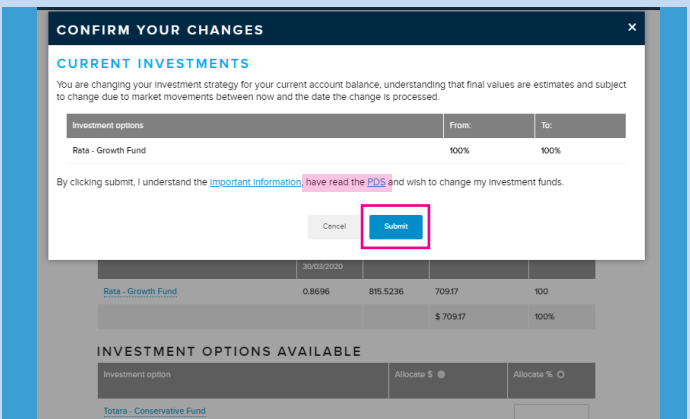 CONFIRM YOUR CHANGES ×
CURRENT INVESTMENTS
You are changing your investment strategy for your current account balance, understanding that final values are estimates and subject
to change due to market movements between now and the date the change is processed.
Investment options From: To:
Rata - Growth Fund 100% 100%
By clicking submit, I understand the important information, have read the PDS and wish to change my investment funds.
Cancel Submit
30/03/2020
Rata - Growth Fund 0.8696 815.5236 709.17 100
$ 709.17 100%
INVESTMENT OPTIONS AVAILABLE
Investment option Allocate $ Allocate %
Totara - Conservative Fund